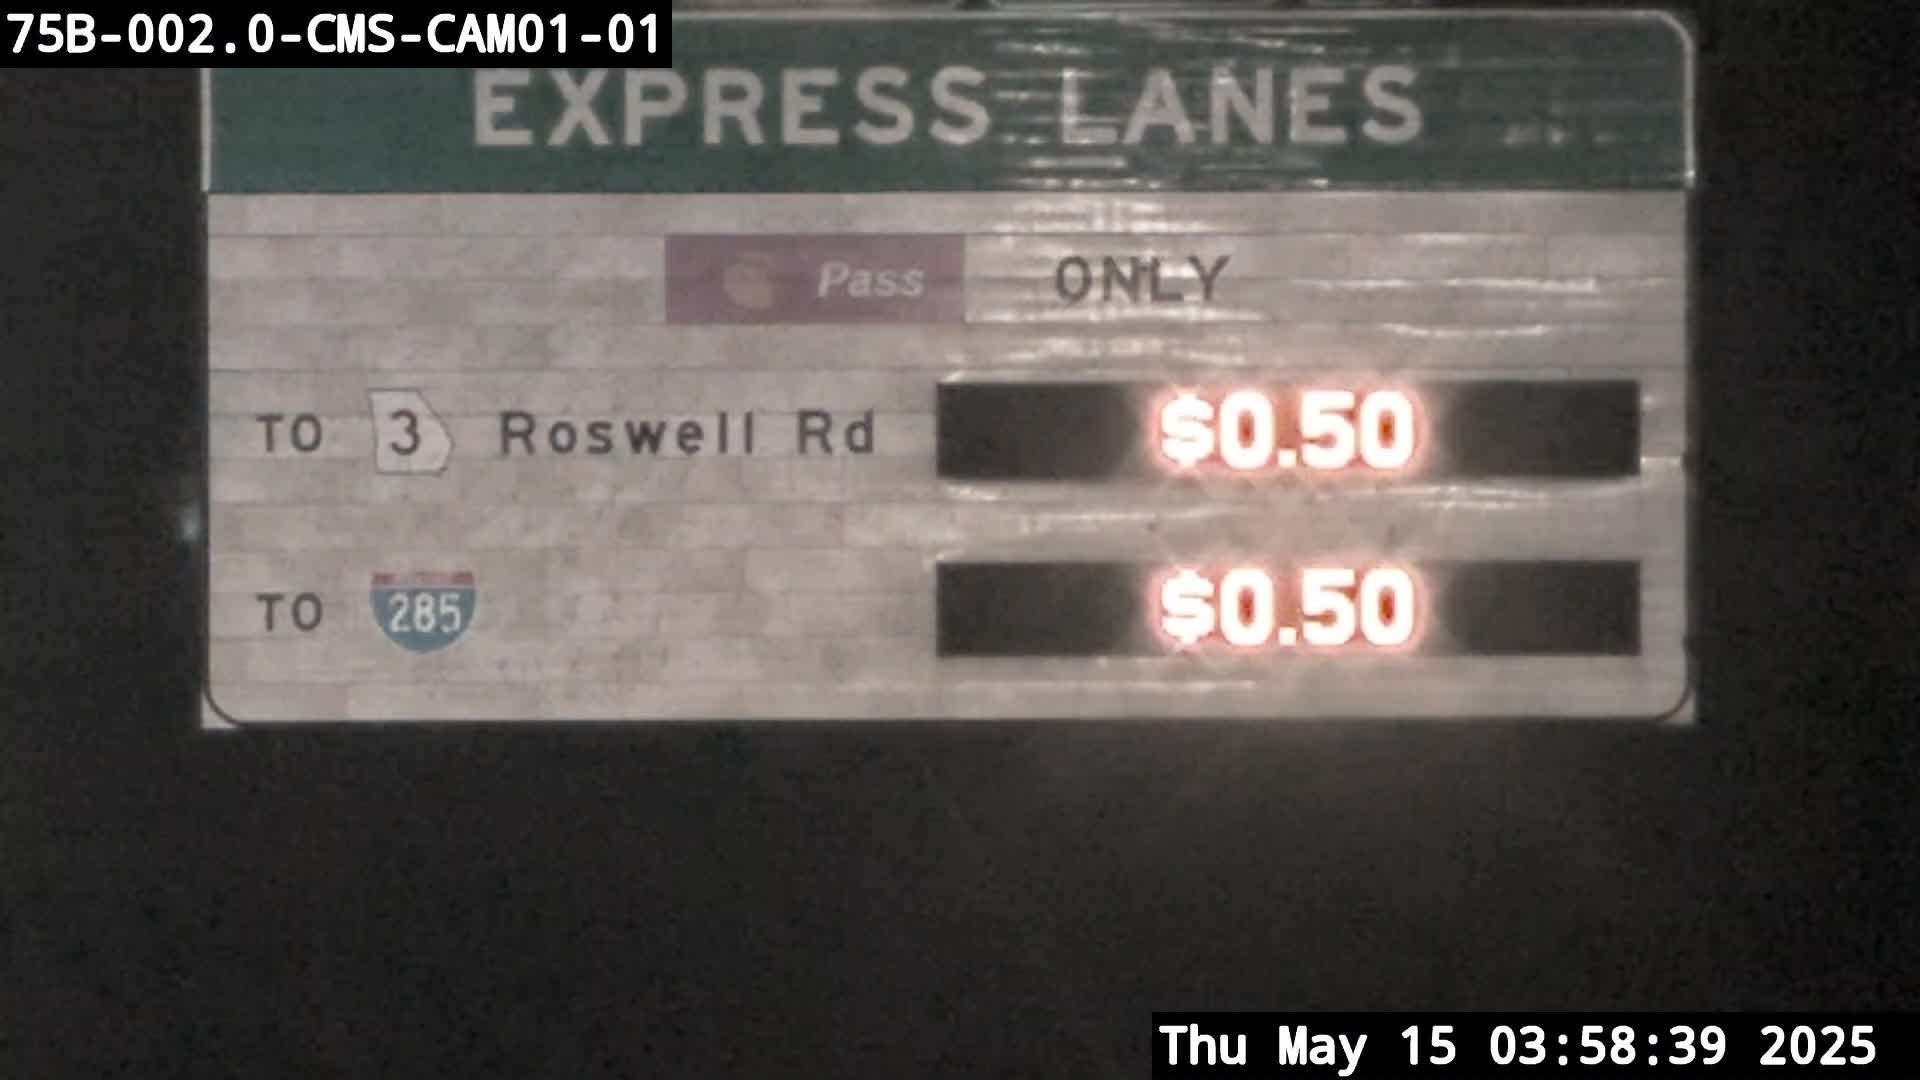 75B-002.0-CMS-CAM01-01
EXPRESS LANES
Pass ONLY
TO 3 Roswell Rd $0.50
TO 285 $0.50
Thu May 15 03:58:39 2025